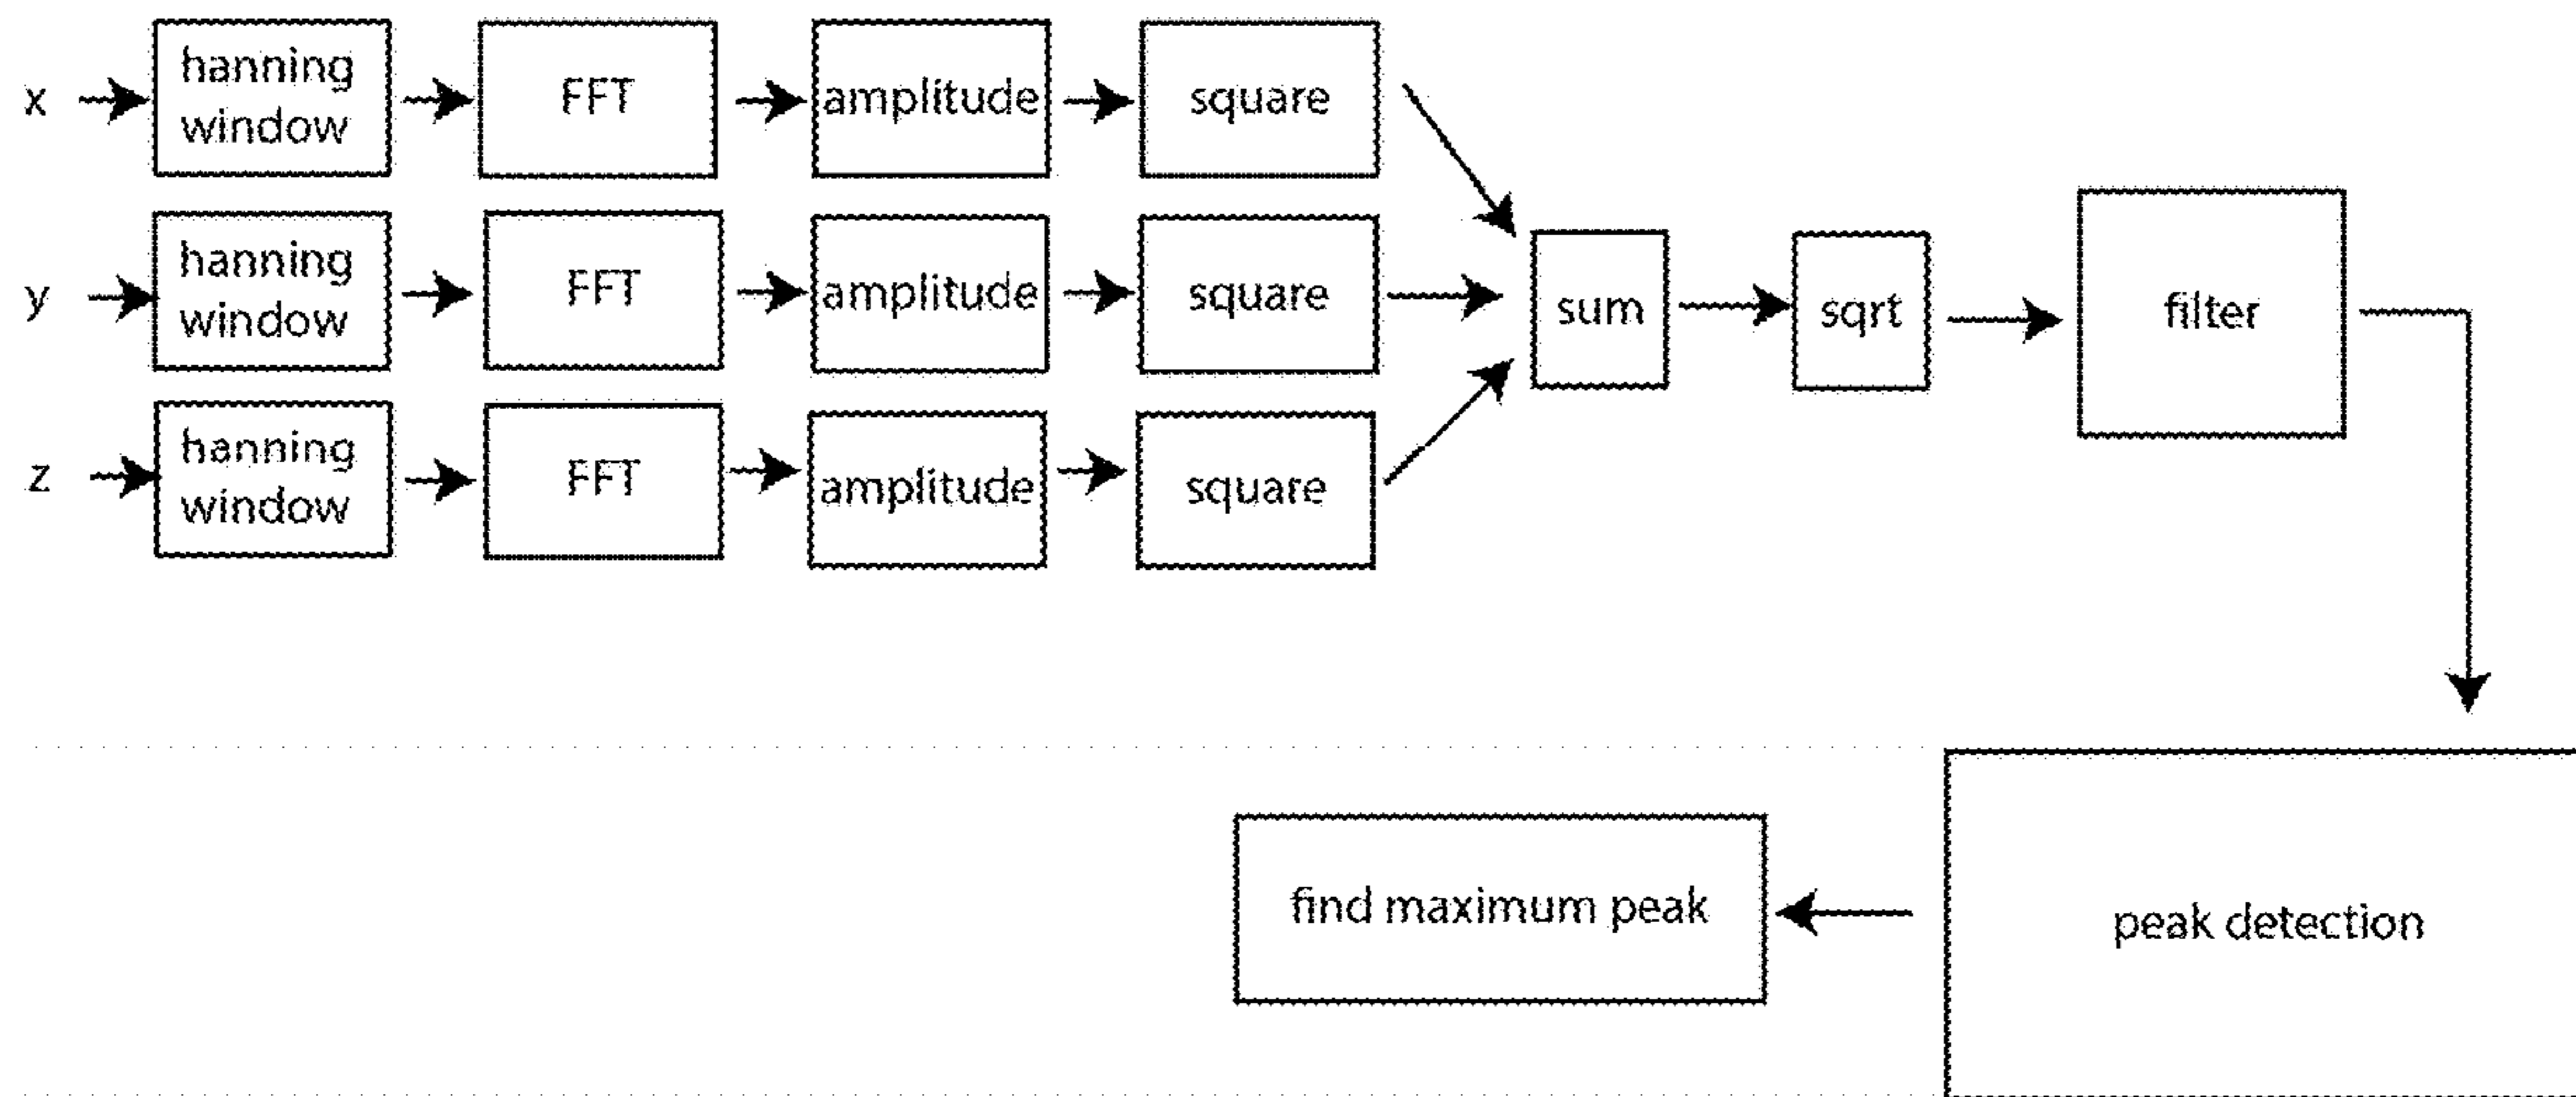 x
hanning
window
FFT
amplitude
square
y
hanning
window
FFT
amplitude
square
z
hanning
window
FFT
amplitude
square
sum
sqrt
filter
peak detection
find maximum peak